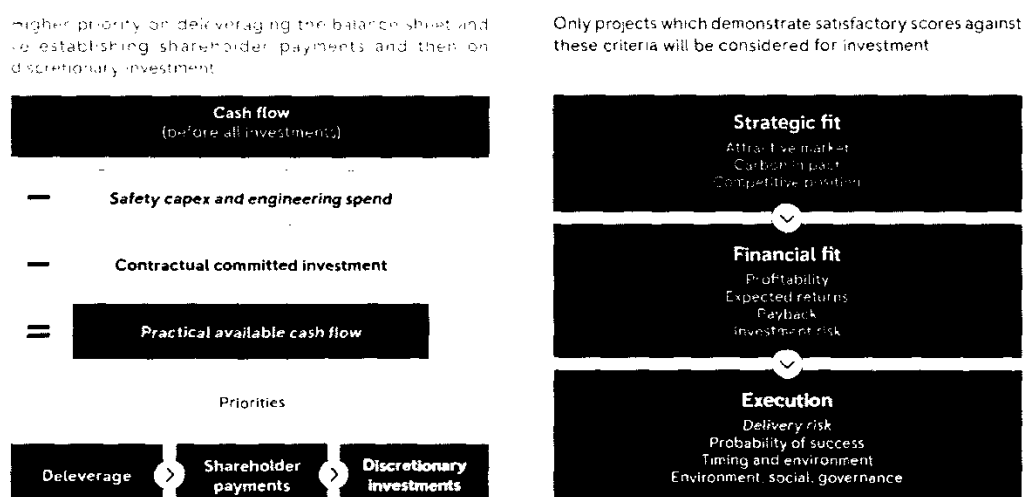 Higher priority on deleveraging the balance sheet and
re establishing shareholder payments and then on
discretionary investment
Cash flow
(before all investments)
— Safety capex and engineering spend
— Contractual committed investment
= Practical available cash flow
Priorities
Deleverage
Shareholder
payments
Discretionary
investments
Only projects which demonstrate satisfactory scores against
these criteria will be considered for investment
Strategic fit
Attractive market
Carbon impact
Competitive position
Financial fit
Profitability
Expected returns
Payback
Investment risk
Execution
Delivery risk
Probability of success
Timing and environment
Environment, social, governance